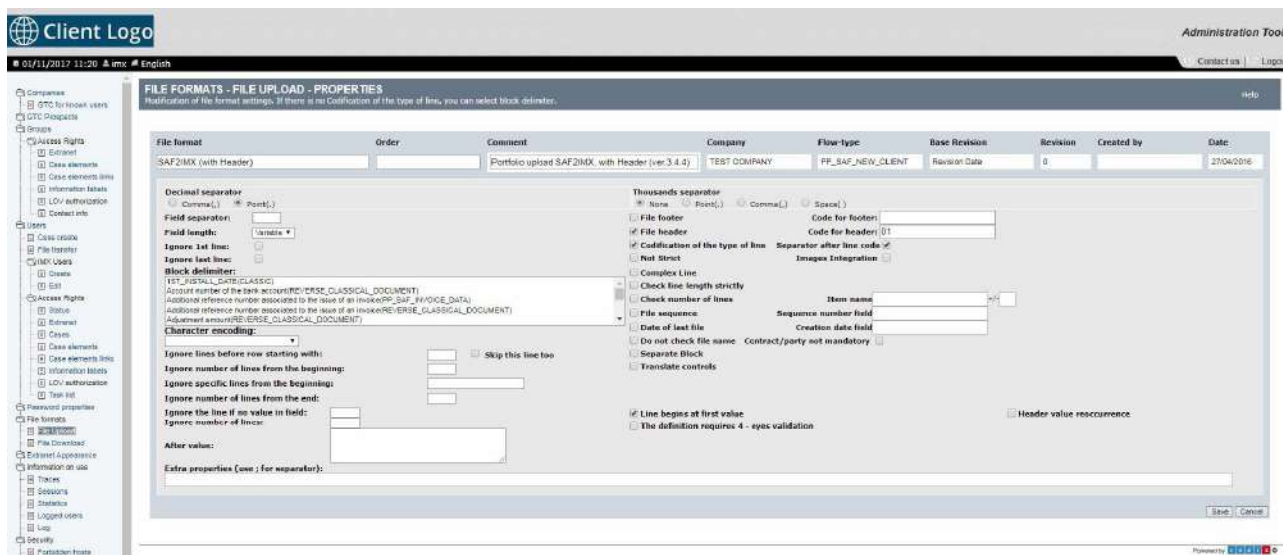 Client Logo
Administration Tool
01/11/2017 11:20 imx English
Contact us | Logo
Companies
GTC for known users
GTC Prospects
Groups
Access Rights
Extranet
Case elements
Case elements links
Information labels
LOV authorization
Contact info
Users
Case create
File transfer
IMX Users
Create
Edit
Access Rights
Status
Extranet
Cases
Case elements
Case elements links
Information labels
LOV authorization
Task list
Password properties
File formats
File Download
Extranet Appearance
Information on use
Traces
Sessions
Statistics
Logged users
Log
Security
Forbidden hosts
FILE FORMATS - FILE UPLOAD - PROPERTIES
Modification of file format settings. If there is no Codification of the type of line, you can select block delimiter.
Help
File format Order Comment Company Flow-type Base Revision Revision Created by Date
SAF2IMX (with Header) Portfolio upload SAF2IMX, with Header (ver.3.4.4) TEST COMPANY PP_SAF_NEW_CLIENT Revision Date 0 27/04/2016
Decimal separator
Comma(,) Point(.)
Field separator:
Field length: Variable
Ignore 1st line:
Ignore last line:
Block delimiter:
1ST_INSTALL_DATE(CLASSIC)
Account number of the bank account(REVERSE_CLASSICAL_DOCUMENT)
Additional reference number associated to the issue of an invoice(PP_SAF_INVOICE_DATA)
Additional reference number associated to the issue of an invoice(REVERSE_CLASSICAL_DOCUMENT)
Adjustment amount(REVERSE_CLASSICAL_DOCUMENT)
Character encoding:
Ignore lines before row starting with: Skip this line too
Ignore number of lines from the beginning:
Ignore specific lines from the beginning:
Ignore number of lines from the end:
Ignore the line if no value in field:
Ignore number of lines:
After value:
Extra properties (use ; for separator):
Thousands separator
None Point(.) Comma(,) Space( )
File footer Code for footer:
File header Code for header: 01
Codification of the type of line Separator after line code
Not Strict Images Integration
Complex Line
Check line length strictly
Check number of lines Item name +/-
File sequence Sequence number field
Date of last file Creation date field
Do not check file name Contract/party not mandatory
Separate Block
Translate controls
Line begins at first value Header value reoccurrence
The definition requires 4 - eyes validation
Save Cancel
Powered by